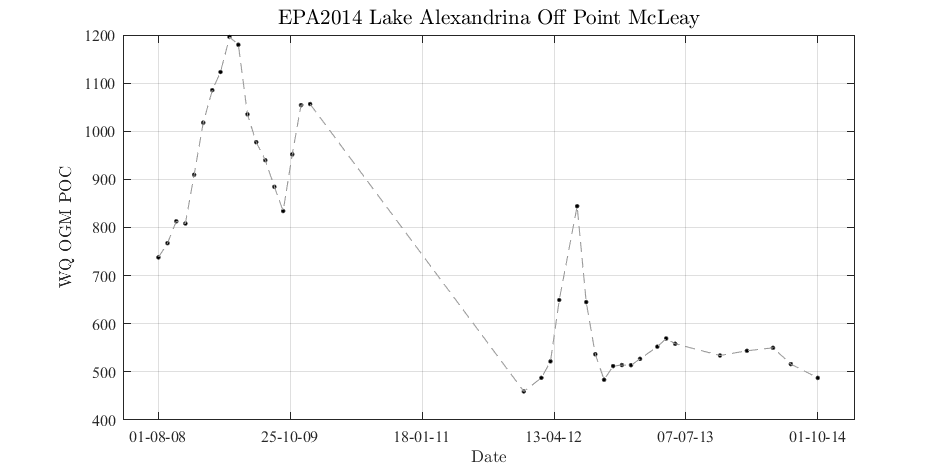 EPA2014 Lake Alexandrina Off Point McLeay
WQ OGM POC
1200
1100
1000
900
800
700
600
500
400
01-08-08 25-10-09 18-01-11 13-04-12 07-07-13 01-10-14
Date